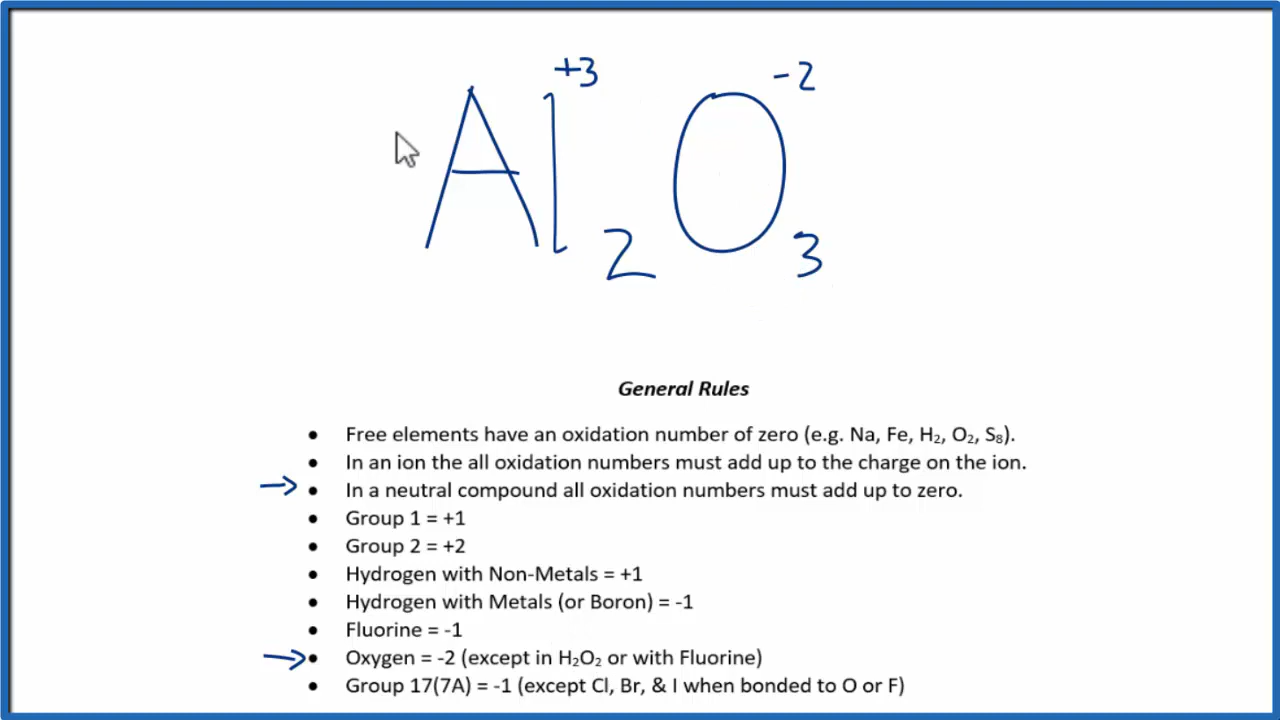 +3 -2
Al2O3
General Rules
• Free elements have an oxidation number of zero (e.g. Na, Fe, H₂, O₂, S₈).
• In an ion the all oxidation numbers must add up to the charge on the ion.
→ • In a neutral compound all oxidation numbers must add up to zero.
• Group 1 = +1
• Group 2 = +2
• Hydrogen with Non-Metals = +1
• Hydrogen with Metals (or Boron) = -1
• Fluorine = -1
→ • Oxygen = -2 (except in H₂O₂ or with Fluorine)
• Group 17(7A) = -1 (except Cl, Br, & I when bonded to O or F)